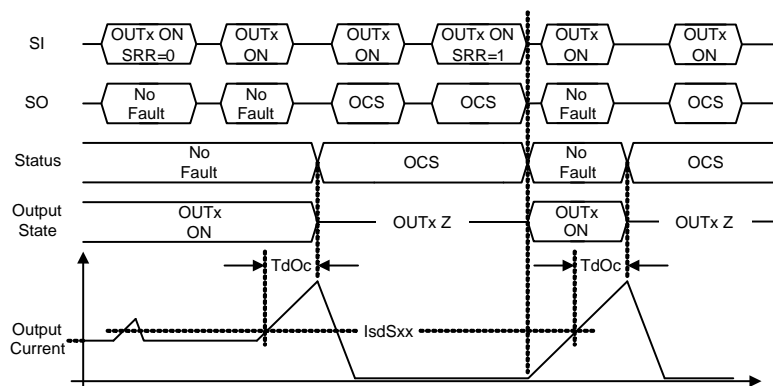 SI
OUTx ON
SRR=0
OUTx
ON
OUTx
ON
OUTx ON
SRR=1
OUTx
ON
OUTx
ON
SO
No
Fault
No
Fault
OCS
OCS
No
Fault
OCS
Status
No
Fault
OCS
No
Fault
OCS
Output
State
OUTx
ON
OUTx Z
OUTx
ON
OUTx Z
TdOc
TdOc
Output
Current
IsdSxx